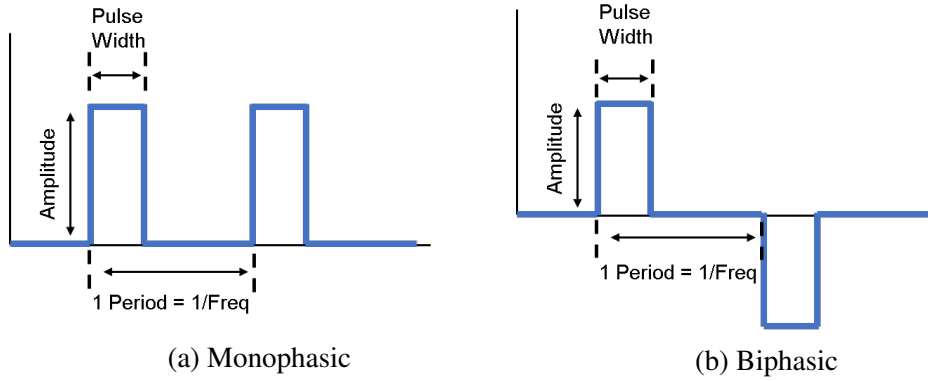 Pulse
Width
Amplitude
1 Period = 1/Freq
(a) Monophasic
Pulse
Width
Amplitude
1 Period = 1/Freq
(b) Biphasic